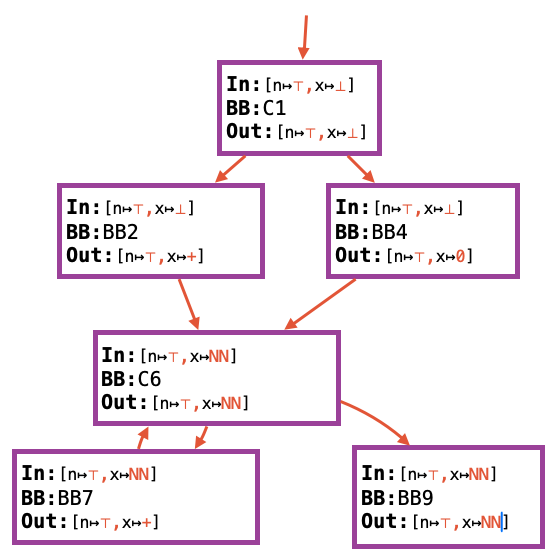 In:[n↦⊤,x↦⊥]
BB:C1
Out:[n↦⊤,x↦⊥]
In:[n↦⊤,x↦⊥]
BB:BB2
Out:[n↦⊤,x↦+]
In:[n↦⊤,x↦⊥]
BB:BB4
Out:[n↦⊤,x↦0]
In:[n↦⊤,x↦NN]
BB:C6
Out:[n↦⊤,x↦NN]
In:[n↦⊤,x↦NN]
BB:BB7
Out:[n↦⊤,x↦+]
In:[n↦⊤,x↦NN]
BB:BB9
Out:[n↦⊤,x↦NN]